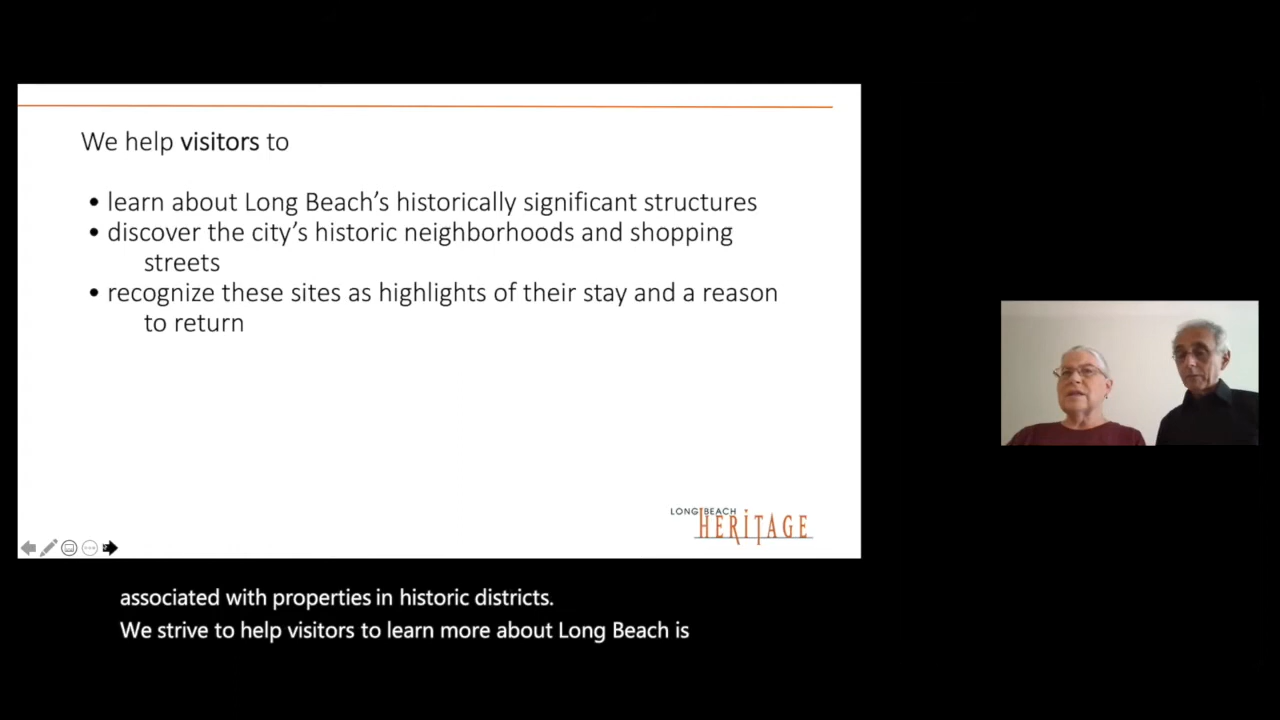 We help visitors to
• learn about Long Beach’s historically significant structures
• discover the city’s historic neighborhoods and shopping
streets
• recognize these sites as highlights of their stay and a reason
to return
LONG BEACH
HERITAGE
associated with properties in historic districts.
We strive to help visitors to learn more about Long Beach is